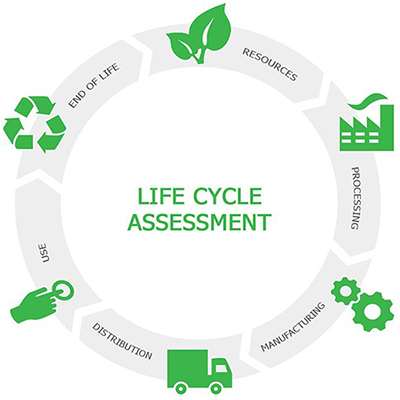 LIFE CYCLE
ASSESSMENT
RESOURCES
PROCESSING
MANUFACTURING
DISTRIBUTION
USE
END OF LIFE